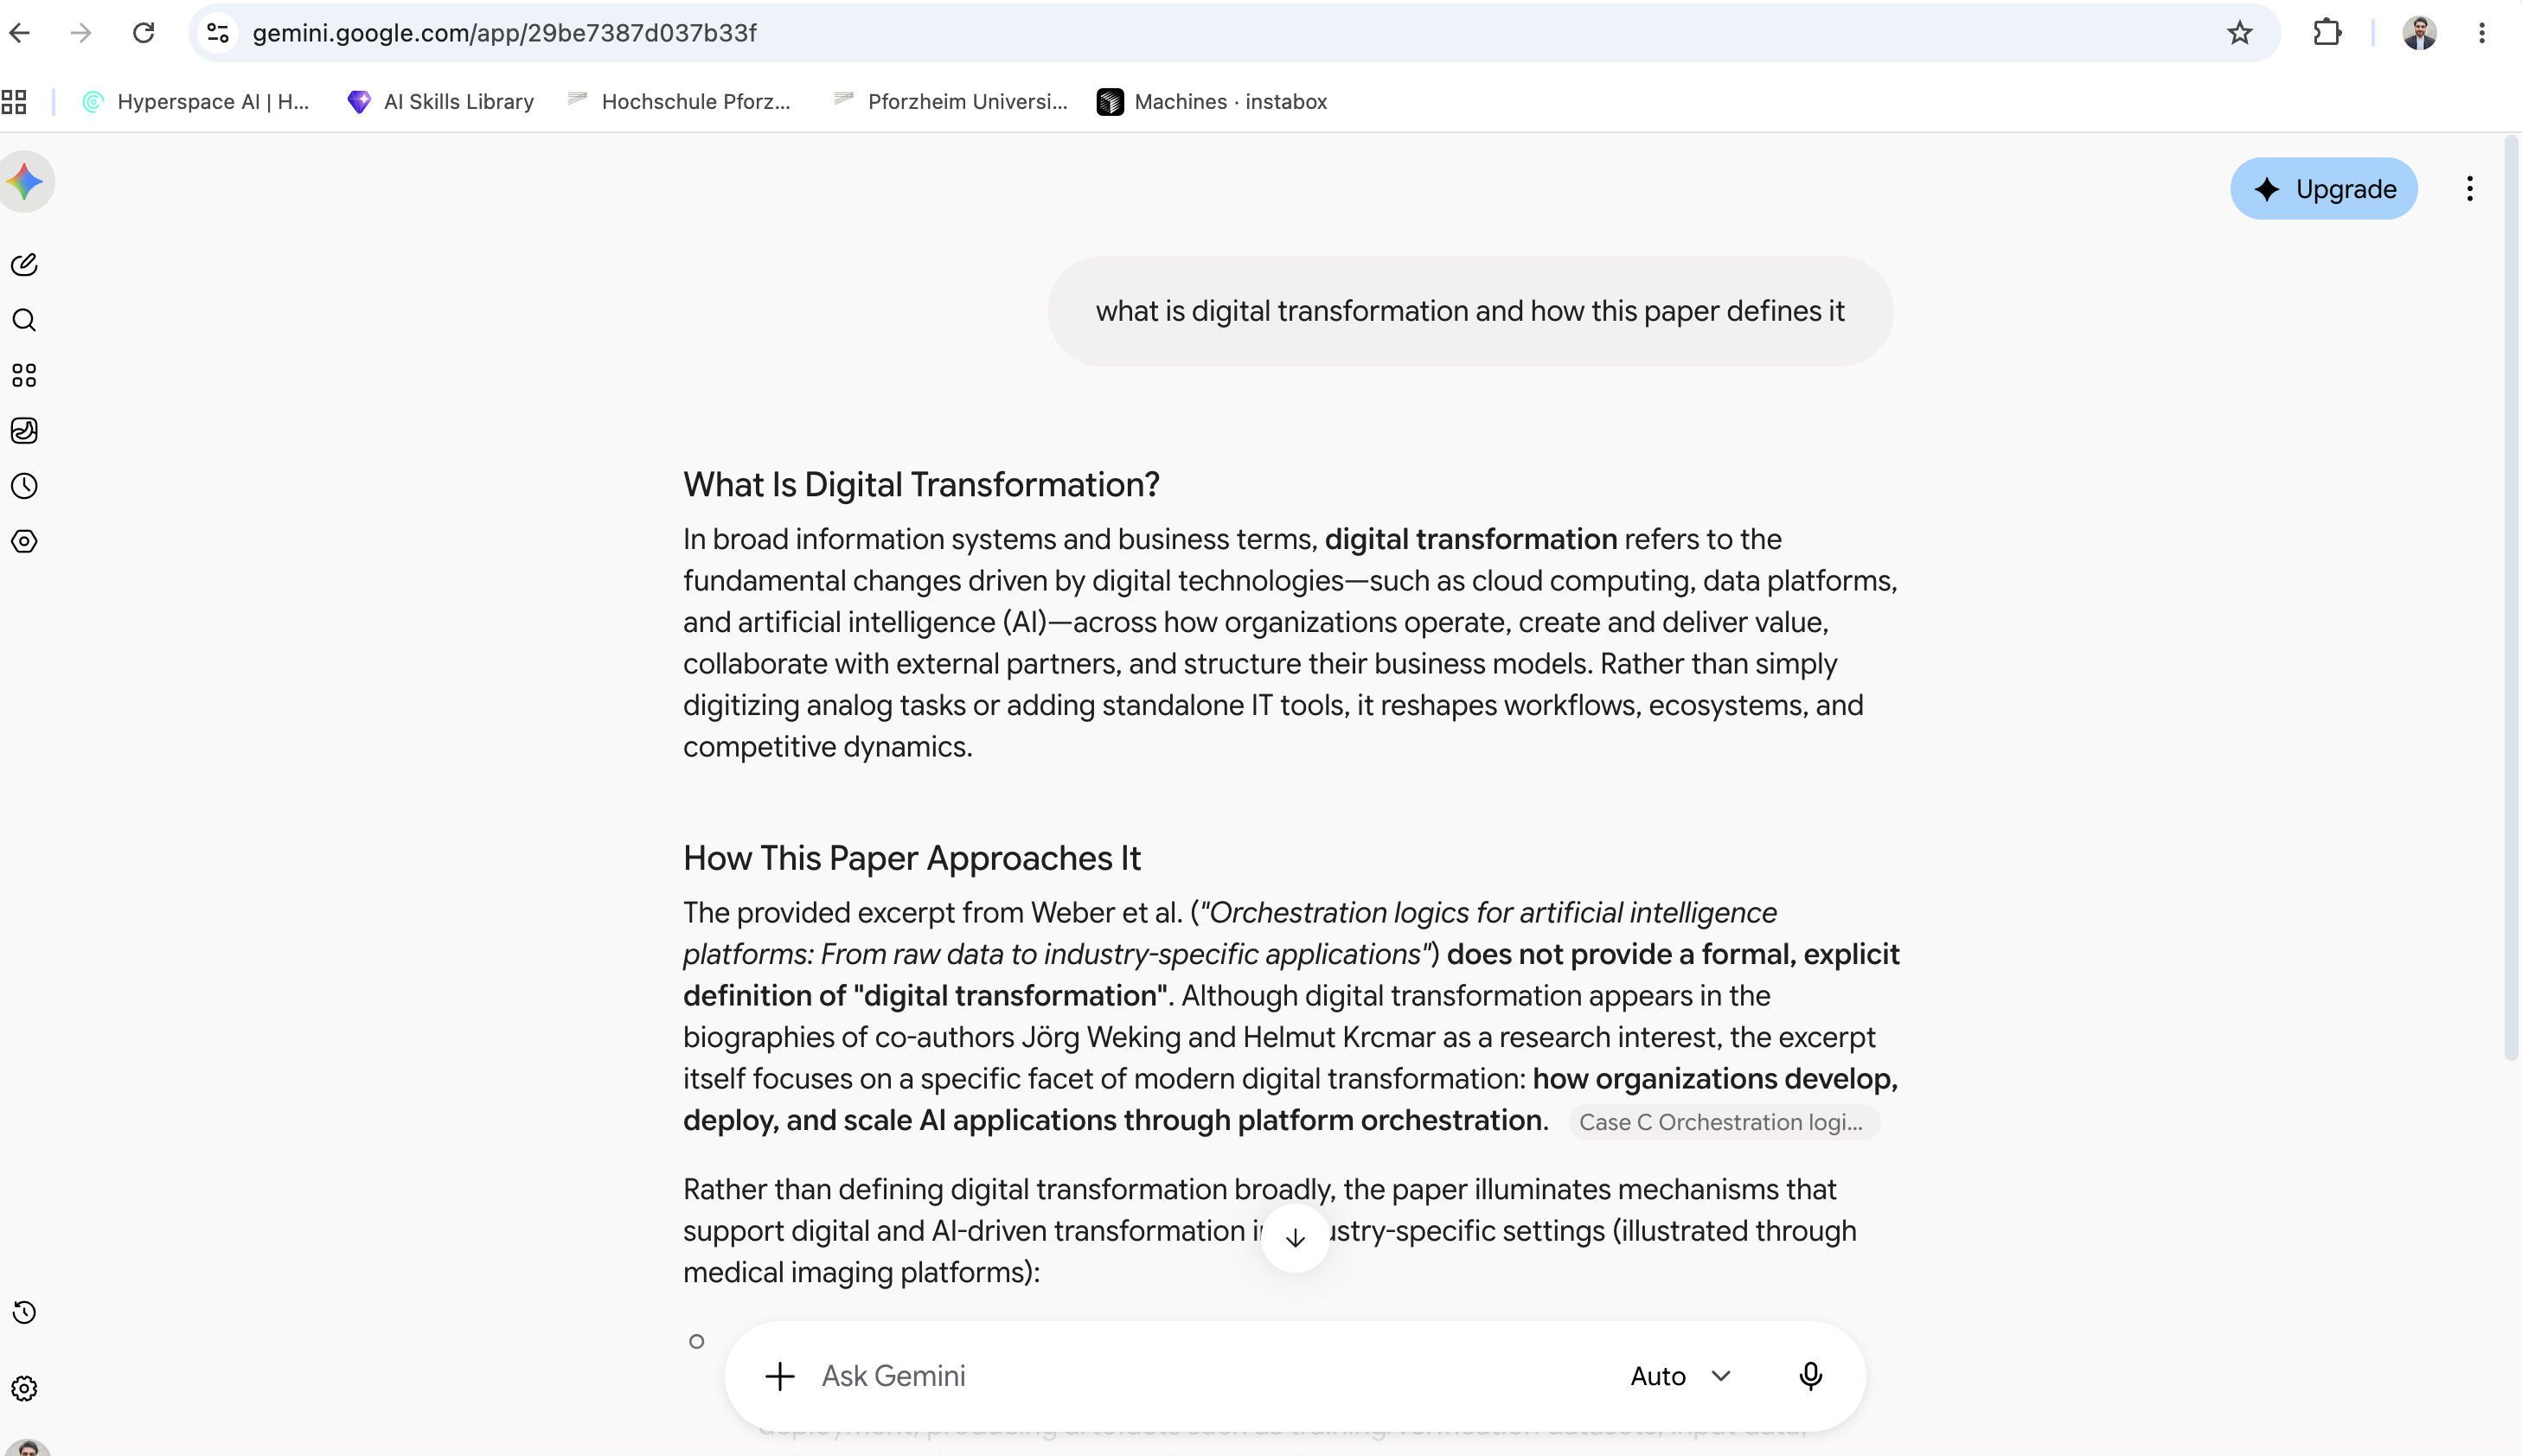 gemini.google.com/app/29be7387d037b33f
Hyperspace AI | H...
AI Skills Library
Hochschule Pforz...
Pforzheim Universi...
Machines · instabox
Upgrade
what is digital transformation and how this paper defines it
What Is Digital Transformation?
In broad information systems and business terms, digital transformation refers to the
fundamental changes driven by digital technologies—such as cloud computing, data platforms,
and artificial intelligence (AI)—across how organizations operate, create and deliver value,
collaborate with external partners, and structure their business models. Rather than simply
digitizing analog tasks or adding standalone IT tools, it reshapes workflows, ecosystems, and
competitive dynamics.
How This Paper Approaches It
The provided excerpt from Weber et al. ("Orchestration logics for artificial intelligence
platforms: From raw data to industry-specific applications") does not provide a formal, explicit
definition of "digital transformation". Although digital transformation appears in the
biographies of co-authors Jörg Weking and Helmut Krcmar as a research interest, the excerpt
itself focuses on a specific facet of modern digital transformation: how organizations develop,
deploy, and scale AI applications through platform orchestration. Case C Orchestration logi...
Rather than defining digital transformation broadly, the paper illuminates mechanisms that
support digital and AI-driven transformation i ustry-specific settings (illustrated through
medical imaging platforms):
Ask Gemini
Auto